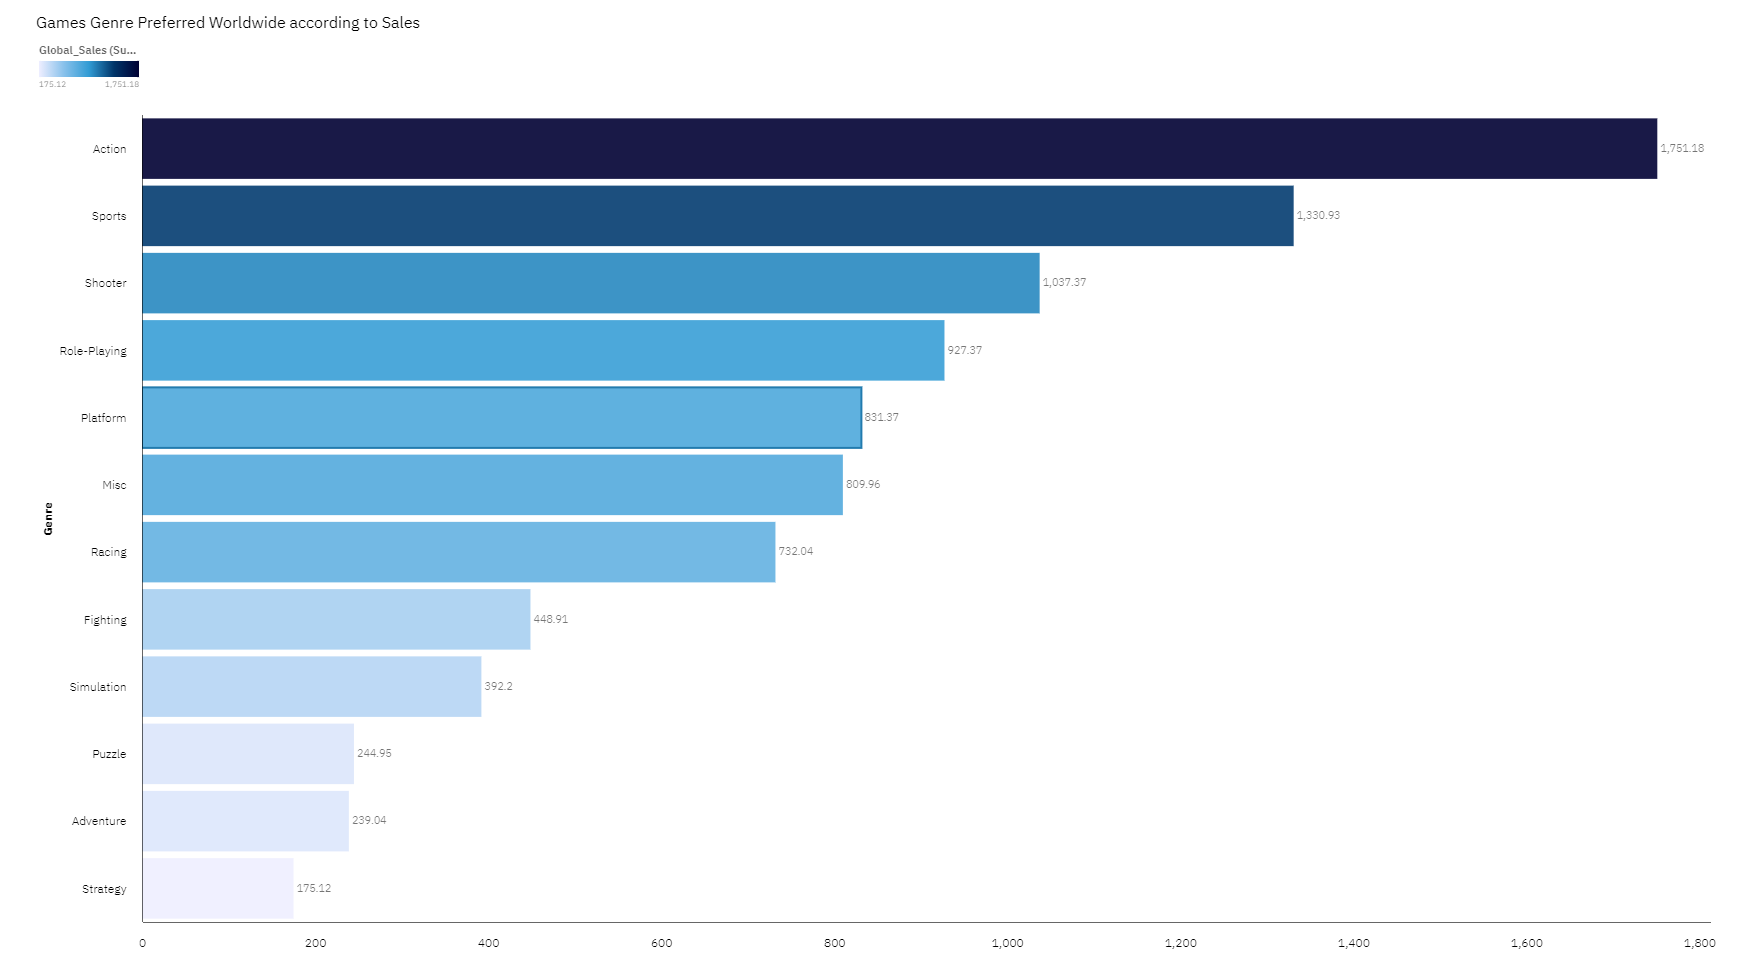 Games Genre Preferred Worldwide according to Sales
Global_Sales (Su...
175.12 1,751.18
Action 1,751.18
Sports 1,330.93
Shooter 1,037.37
Role-Playing 927.37
Platform 831.37
Misc 809.96
Genre
Racing 732.04
Fighting 448.91
Simulation 392.2
Puzzle 244.95
Adventure 239.04
Strategy 175.12
0 200 400 600 800 1,000 1,200 1,400 1,600 1,800